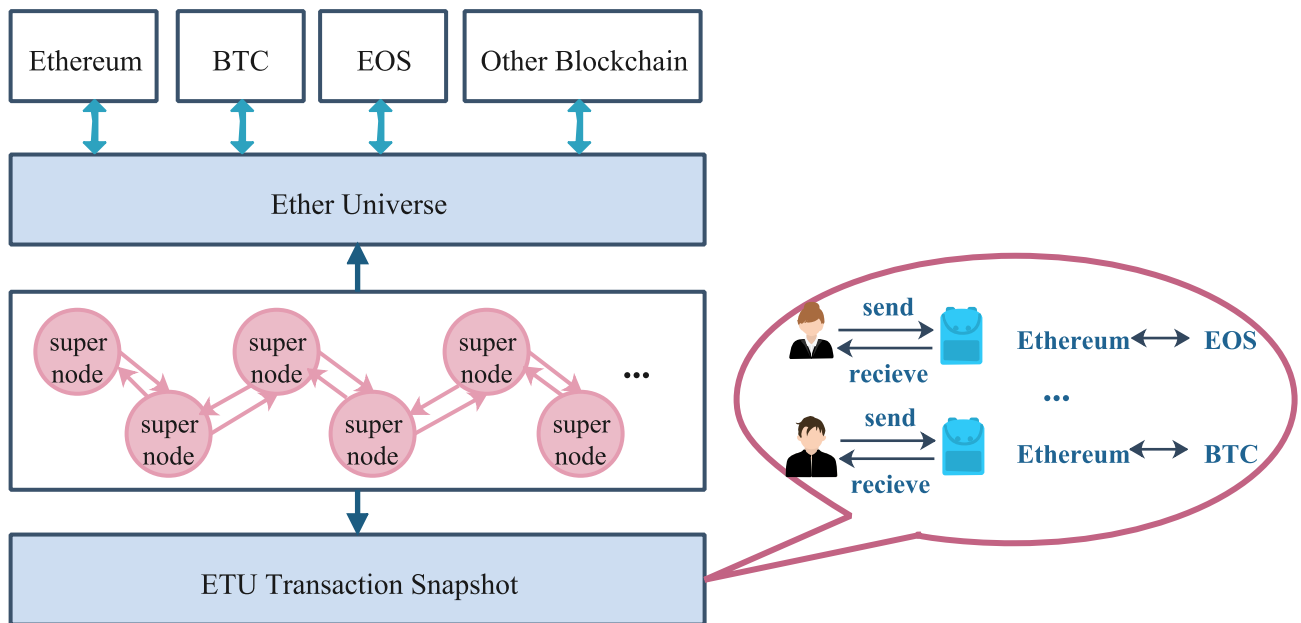 Ethereum
BTC
EOS
Other Blockchain
Ether Universe
super
node
super
node
super
node
...
super
node
super
node
super
node
ETU Transaction Snapshot
send
recieve
Ethereum
EOS
...
send
recieve
Ethereum
BTC